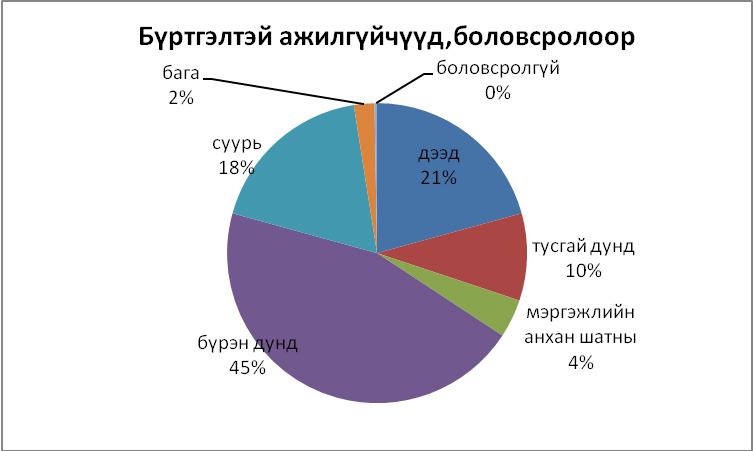 Бүртгэлтэй ажилгүйчүүд,боловсролоор
бага
2%
боловсролгүй
0%
суурь
18%
дээд
21%
тусгай дунд
10%
мэргэжлийн
анхан шатны
4%
бүрэн дунд
45%